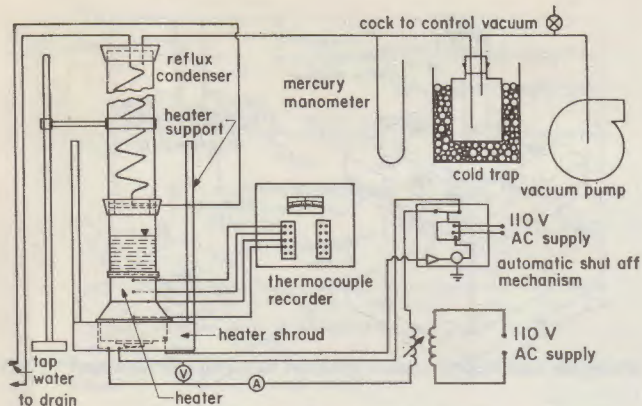 cock to control vacuum
reflux
condenser
mercury
manometer
heater
support
cold trap
vacuum pump
110 V
AC supply
automatic shut off
mechanism
thermocouple
recorder
heater shroud
110 V
AC supply
tap
water
to drain
heater
V
A